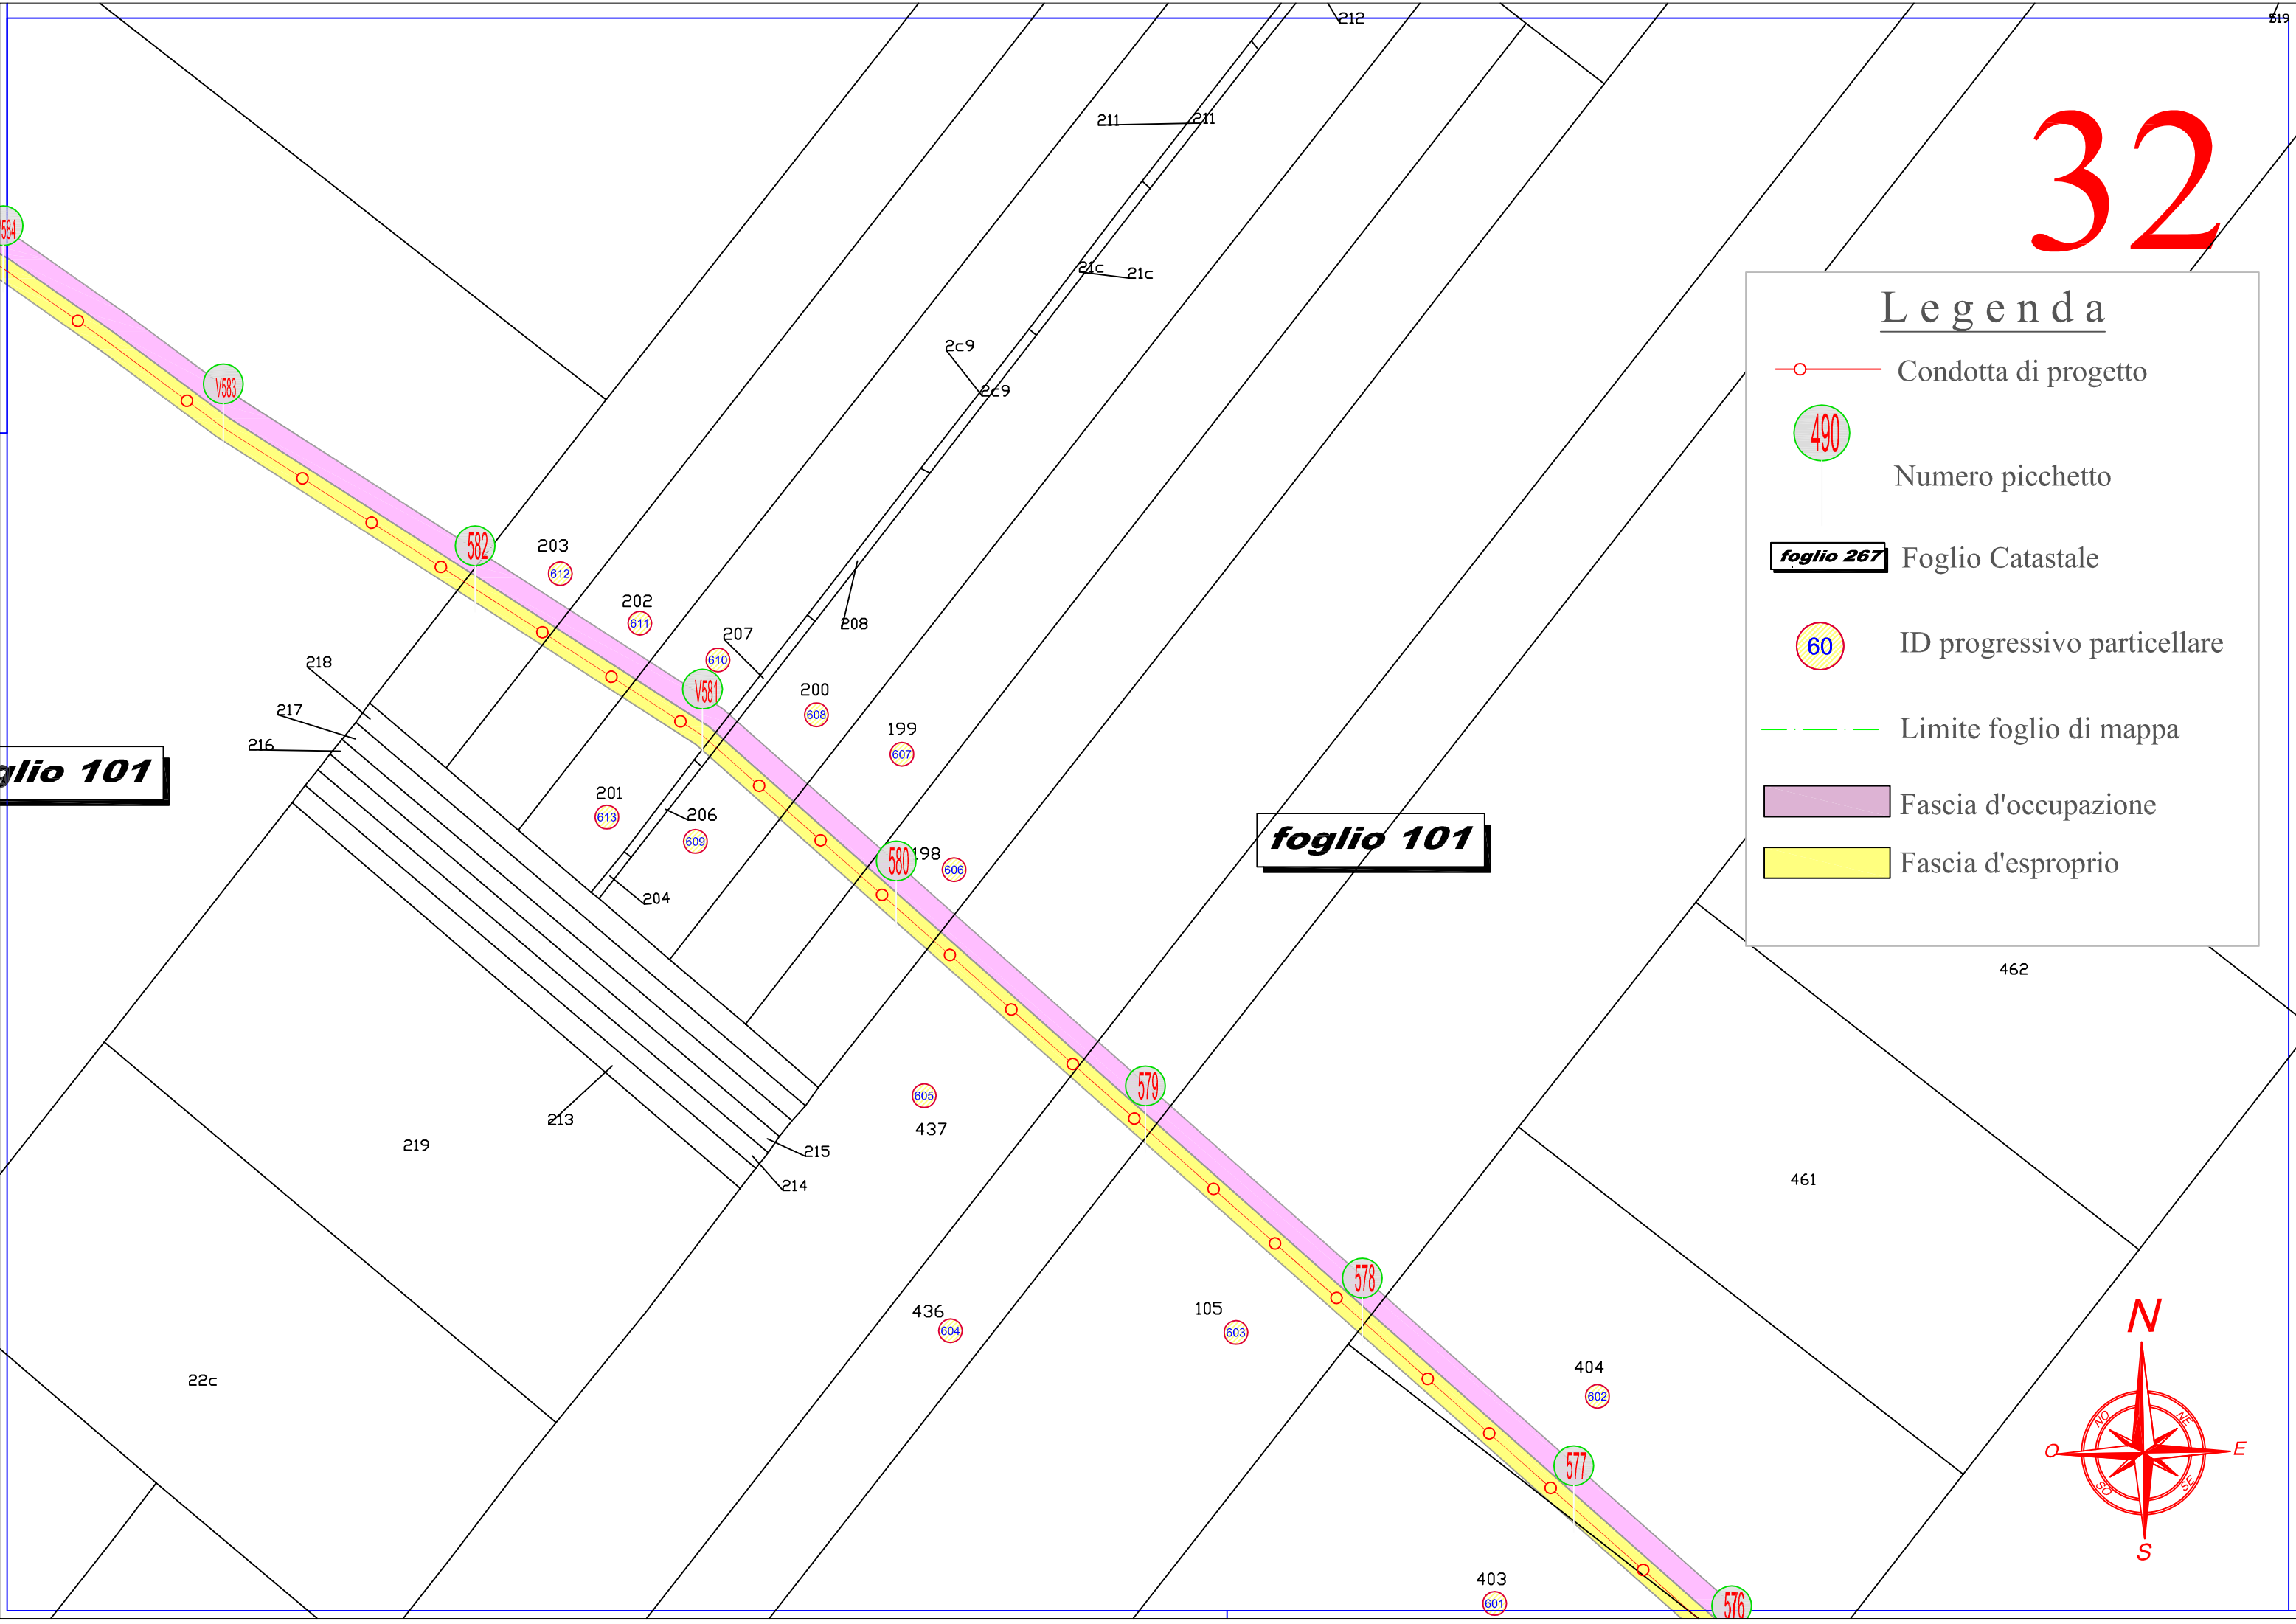 212
519
211
211
32
21c
21c
V584
Legenda
2c9
2c9
Condotta di progetto
V583
490
Numero picchetto
582
203
612
foglio 267
Foglio Catastale
202
611
207
208
60
ID progressivo particellare
218
610
V581
200
608
217
199
607
Limite foglio di mappa
216
glio 101
201
613
206
609
Fascia d'occupazione
foglio 101
580
198
606
Fascia d'esproprio
204
462
579
605
437
213
219
215
214
461
578
436
604
105
603
N
404
602
22c
NO
NE
O
E
SO
SE
577
S
403
601
576